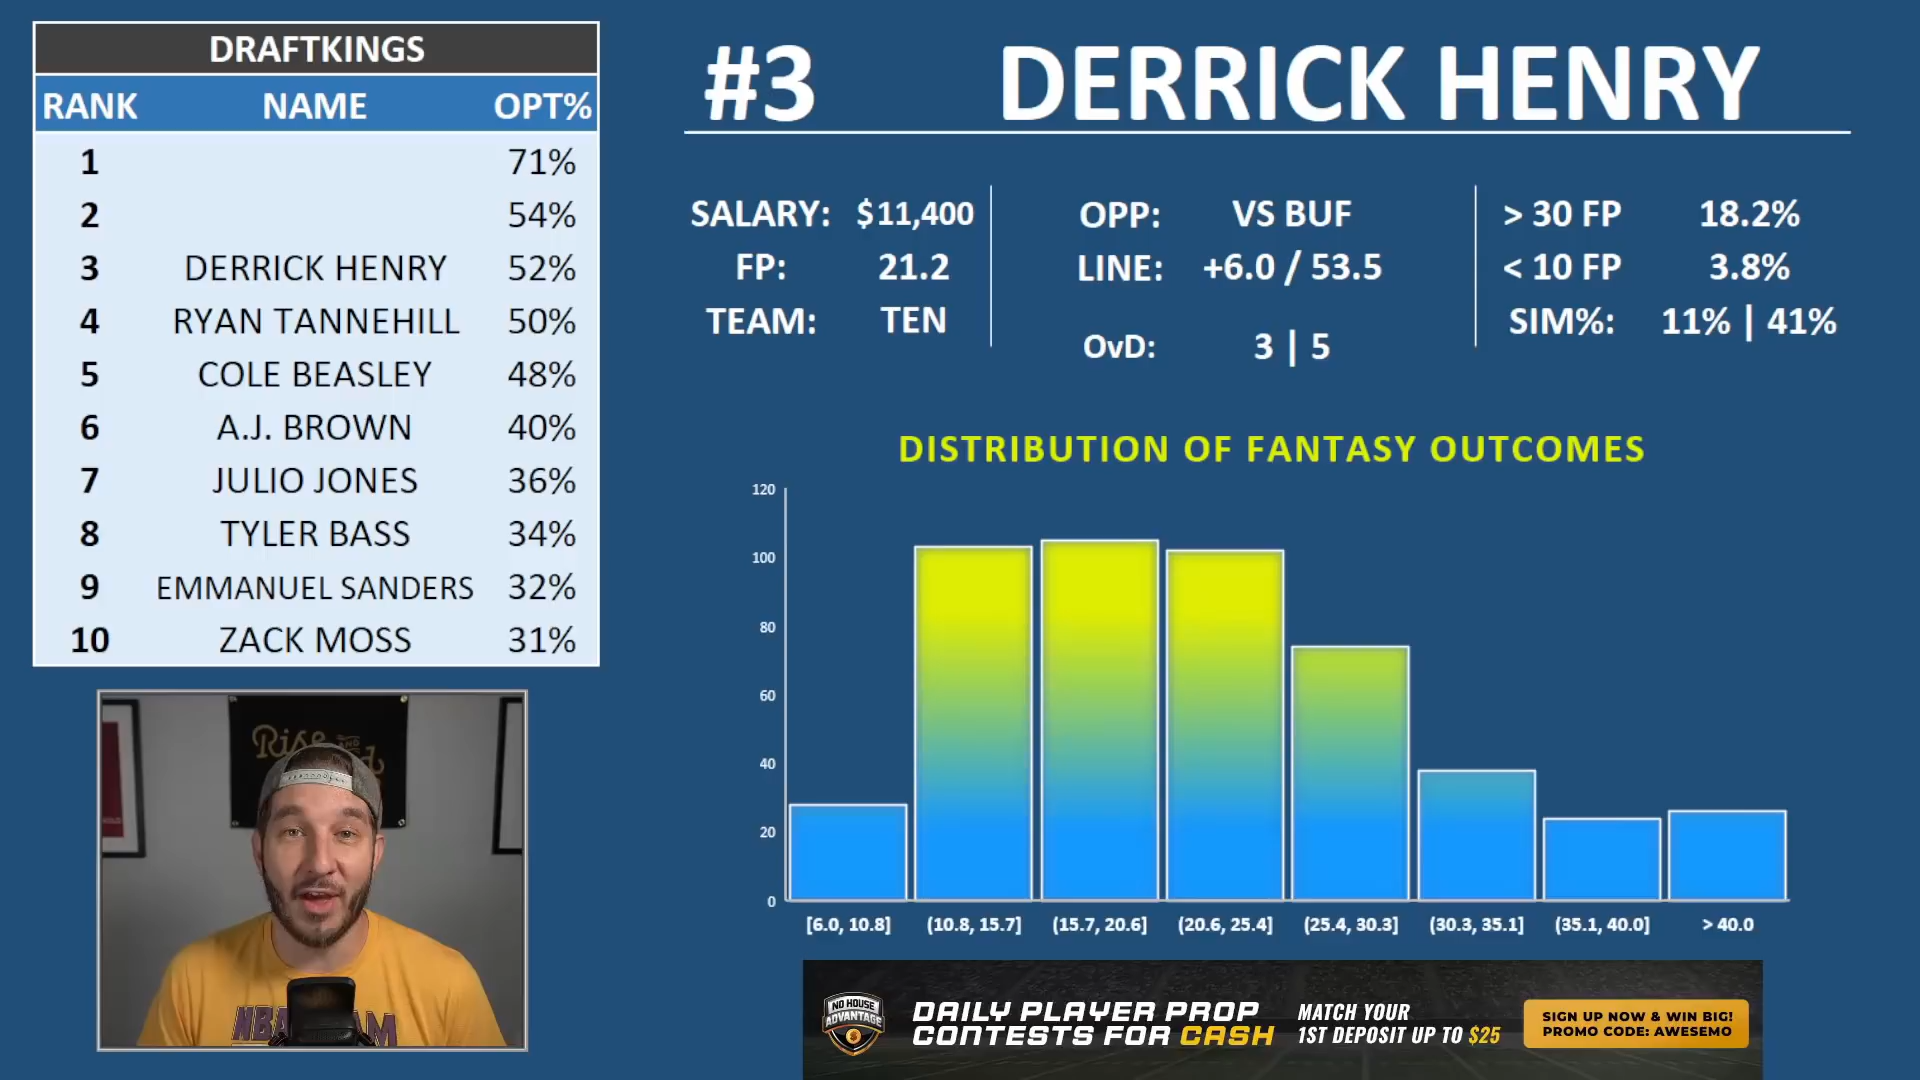 DRAFTKINGS
RANK NAME OPT%
1 71%
2 54%
3 DERRICK HENRY 52%
4 RYAN TANNEHILL 50%
5 COLE BEASLEY 48%
6 A.J. BROWN 40%
7 JULIO JONES 36%
8 TYLER BASS 34%
9 EMMANUEL SANDERS 32%
10 ZACK MOSS 31%
#3 DERRICK HENRY
SALARY: $11,400
FP: 21.2
TEAM: TEN
OPP: VS BUF
LINE: +6.0 / 53.5
OvD: 3 | 5
> 30 FP 18.2%
< 10 FP 3.8%
SIM%: 11% | 41%
DISTRIBUTION OF FANTASY OUTCOMES
120
100
80
60
40
20
0
[6.0, 10.8] (10.8, 15.7] (15.7, 20.6] (20.6, 25.4] (25.4, 30.3] (30.3, 35.1] (35.1, 40.0] > 40.0
Rise AND
NBA
NO HOUSE
ADVANTAGE
DAILY PLAYER PROP
CONTESTS FOR CASH
MATCH YOUR
1ST DEPOSIT UP TO $25
SIGN UP NOW & WIN BIG!
PROMO CODE: AWESEMO